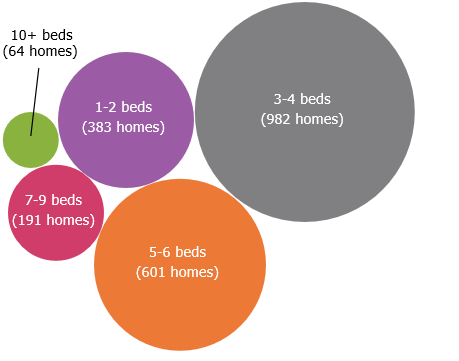 10+ beds
(64 homes)
1-2 beds
(383 homes)
3-4 beds
(982 homes)
7-9 beds
(191 homes)
5-6 beds
(601 homes)